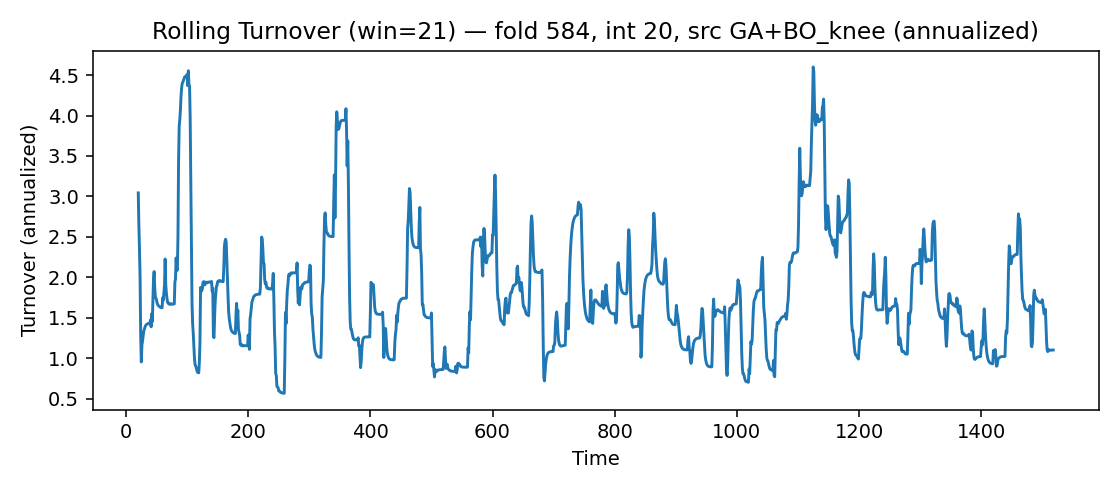 Rolling Turnover (win=21) — fold 584, int 20, src GA+BO_knee (annualized)
Turnover (annualized)
4.5
4.0
3.5
3.0
2.5
2.0
1.5
1.0
0.5
0 200 400 600 800 1000 1200 1400
Time